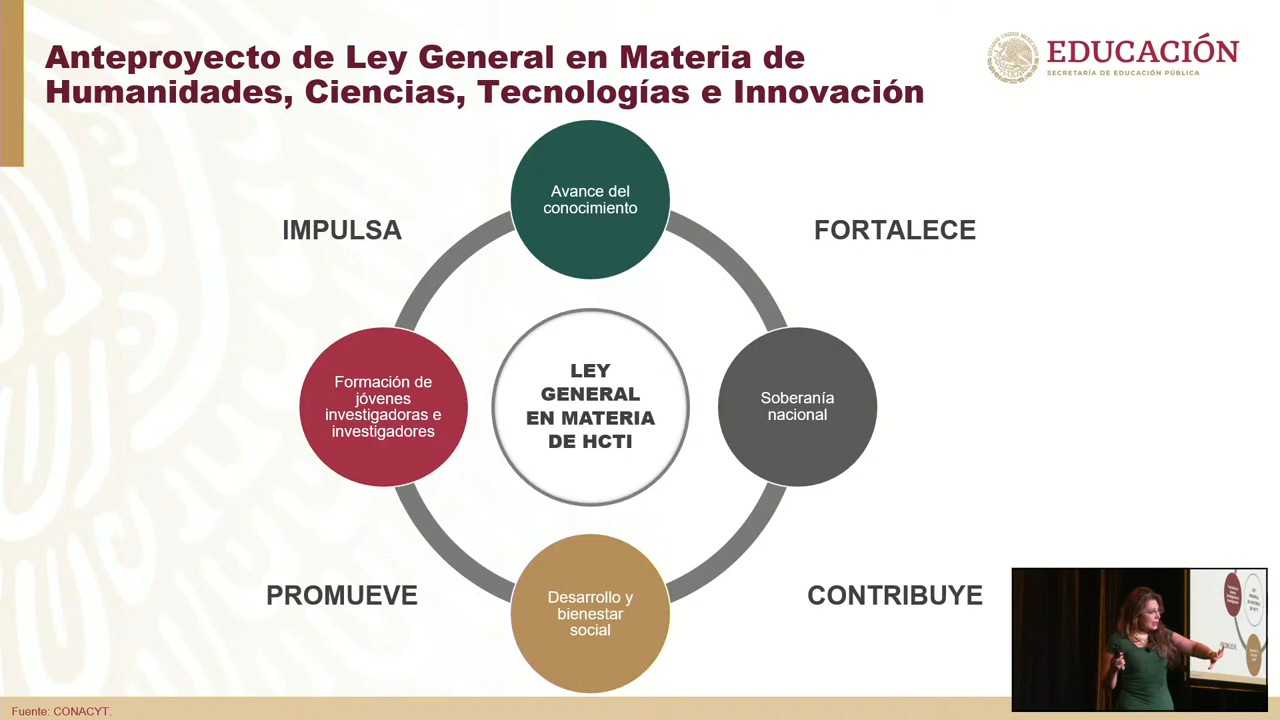 Anteproyecto de Ley General en Materia de
Humanidades, Ciencias, Tecnologías e Innovación
EDUCACIÓN
SECRETARÍA DE EDUCACIÓN PÚBLICA
Avance del
conocimiento
IMPULSA
FORTALECE
LEY
GENERAL
EN MATERIA
DE HCTI
Formación de
jóvenes
investigadoras e
investigadores
Soberanía
nacional
PROMUEVE
CONTRIBUYE
Desarrollo y
bienestar
social
Fuente: CONACYT.